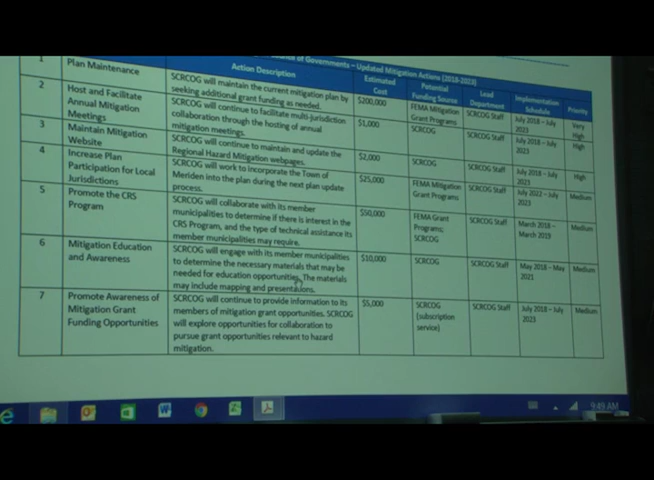 of Governments – Updated Mitigation Actions (2018-2023)
Action Description
Estimated Cost
Potential Funding Source
Lead Department
Implementation Schedule
Priority
1
Plan Maintenance
SCRCOG will maintain the current mitigation plan by
seeking additional grant funding as needed.
$200,000
FEMA Mitigation
Grant Programs
SCRCOG Staff
July 2018 – July
2023
Very
High
2
Host and Facilitate
Annual Mitigation
Meetings
SCRCOG will continue to facilitate multi-jurisdiction
collaboration through the hosting of annual
mitigation meetings.
$1,000
SCRCOG
SCRCOG Staff
July 2018 – July
2023
High
3
Maintain Mitigation
Website
SCRCOG will continue to maintain and update the
Regional Hazard Mitigation webpages.
$2,000
SCRCOG
SCRCOG Staff
July 2018 – July
2023
High
4
Increase Plan
Participation for Local
Jurisdictions
SCRCOG will work to incorporate the Town of
Meriden into the plan during the next plan update
process.
$25,000
FEMA Mitigation
Grant Programs
SCRCOG Staff
July 2022 – July
2023
Medium
5
Promote the CRS
Program
SCRCOG will collaborate with its member
municipalities to determine if there is interest in the
CRS Program, and the type of technical assistance its
member municipalities may require.
$50,000
FEMA Grant
Programs;
SCRCOG
SCRCOG Staff
March 2018 –
March 2019
Medium
6
Mitigation Education
and Awareness
SCRCOG will engage with its member municipalities
to determine the necessary materials that may be
needed for education opportunities. The materials
may include mapping and presentations.
$10,000
SCRCOG
SCRCOG Staff
May 2018 – May
2021
Medium
7
Promote Awareness of
Mitigation Grant
Funding Opportunities
SCRCOG will continue to provide information to its
members of mitigation grant opportunities. SCRCOG
will explore opportunities for collaboration to
pursue grant opportunities relevant to hazard
mitigation.
$5,000
SCRCOG
(subscription
service)
SCRCOG Staff
July 2018 – July
2023
Medium
9:49 AM